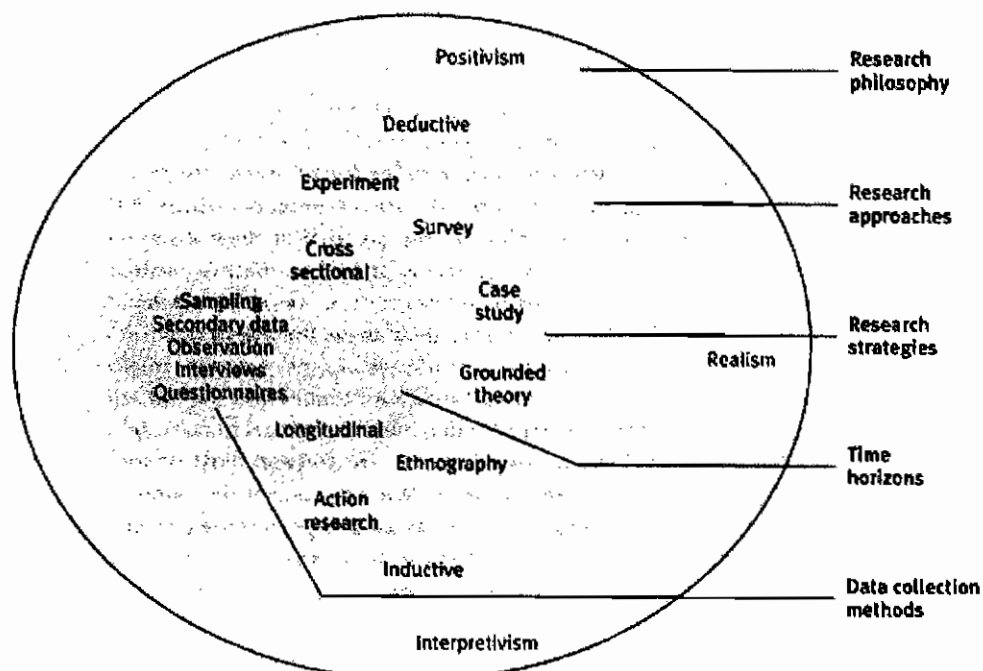 Positivism
Deductive
Experiment
Survey
Cross
sectional
Case
study
Sampling
Secondary data
Observation
Interviews
Questionnaires
Realism
Grounded
theory
Longitudinal
Ethnography
Action
research
Inductive
Interpretivism
Research
philosophy
Research
approaches
Research
strategies
Time
horizons
Data collection
methods